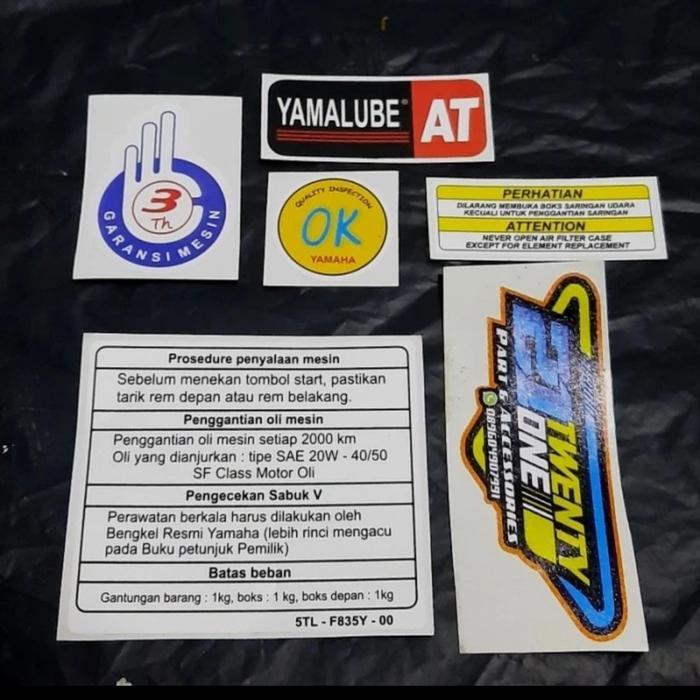 YAMALUBE® AT
3
Th
GARANSI MESIN
QUALITY INSPECTION
OK
YAMAHA
PERHATIAN
DILARANG MEMBUKA BOKS SARINGAN UDARA
KECUALI UNTUK PENGGANTIAN SARINGAN
ATTENTION
NEVER OPEN AIR FILTER CASE
EXCEPT FOR ELEMENT REPLACEMENT
Prosedure penyalaan mesin
Sebelum menekan tombol start, pastikan
tarik rem depan atau rem belakang.
Penggantian oli mesin
Penggantian oli mesin setiap 2000 km
Oli yang dianjurkan : tipe SAE 20W - 40/50
SF Class Motor Oli
Pengecekan Sabuk V
Perawatan berkala harus dilakukan oleh
Bengkel Resmi Yamaha (lebih rinci mengacu
pada Buku petunjuk Pemilik)
Batas beban
Gantungan barang : 1kg, boks : 1 kg, boks depan : 1kg
5TL - F835Y - 00
21
TWENTY
ONE
PART & ACCESSORIES
089604907991